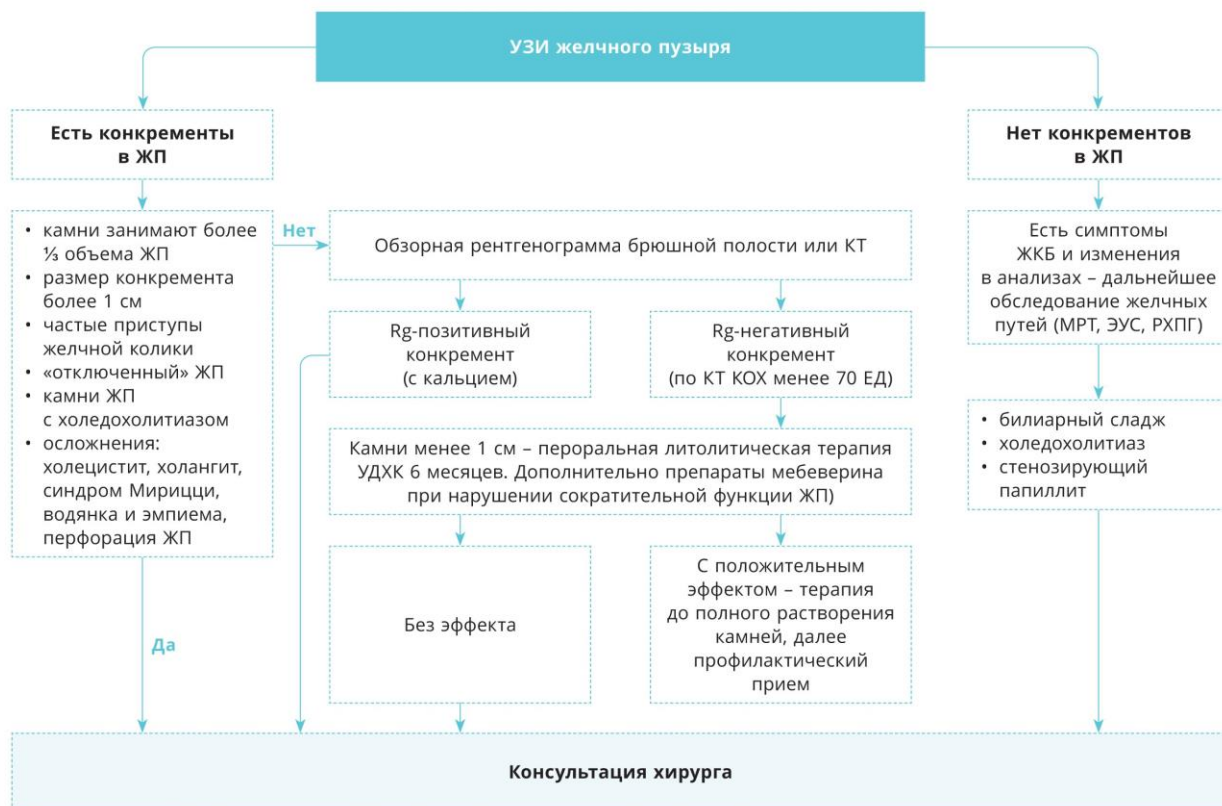 УЗИ желчного пузыря
Есть конкременты
в ЖП
Нет конкрементов
в ЖП
• камни занимают более
⅓ объема ЖП
• размер конкремента
более 1 см
• частые приступы
желчной колики
• «отключенный» ЖП
• камни ЖП
с холедохолитиазом
• осложнения:
холецистит, холангит,
синдром Мирицци,
водянка и эмпиема,
перфорация ЖП
Нет
Да
Обзорная рентгенограмма брюшной полости или КТ
Rg-позитивный
конкремент
(с кальцием)
Rg-негативный
конкремент
(по КТ КОХ менее 70 ЕД)
Камни менее 1 см – пероральная литолитическая терапия
УДХК 6 месяцев. Дополнительно препараты мебеверина
при нарушении сократительной функции ЖП)
Без эффекта
С положительным
эффектом – терапия
до полного растворения
камней, далее
профилактический
прием
Есть симптомы
ЖКБ и изменения
в анализах – дальнейшее
обследование желчных
путей (МРТ, ЭУС, РХПГ)
• билиарный сладж
• холедохолитиаз
• стенозирующий
папиллит
Консультация хирурга